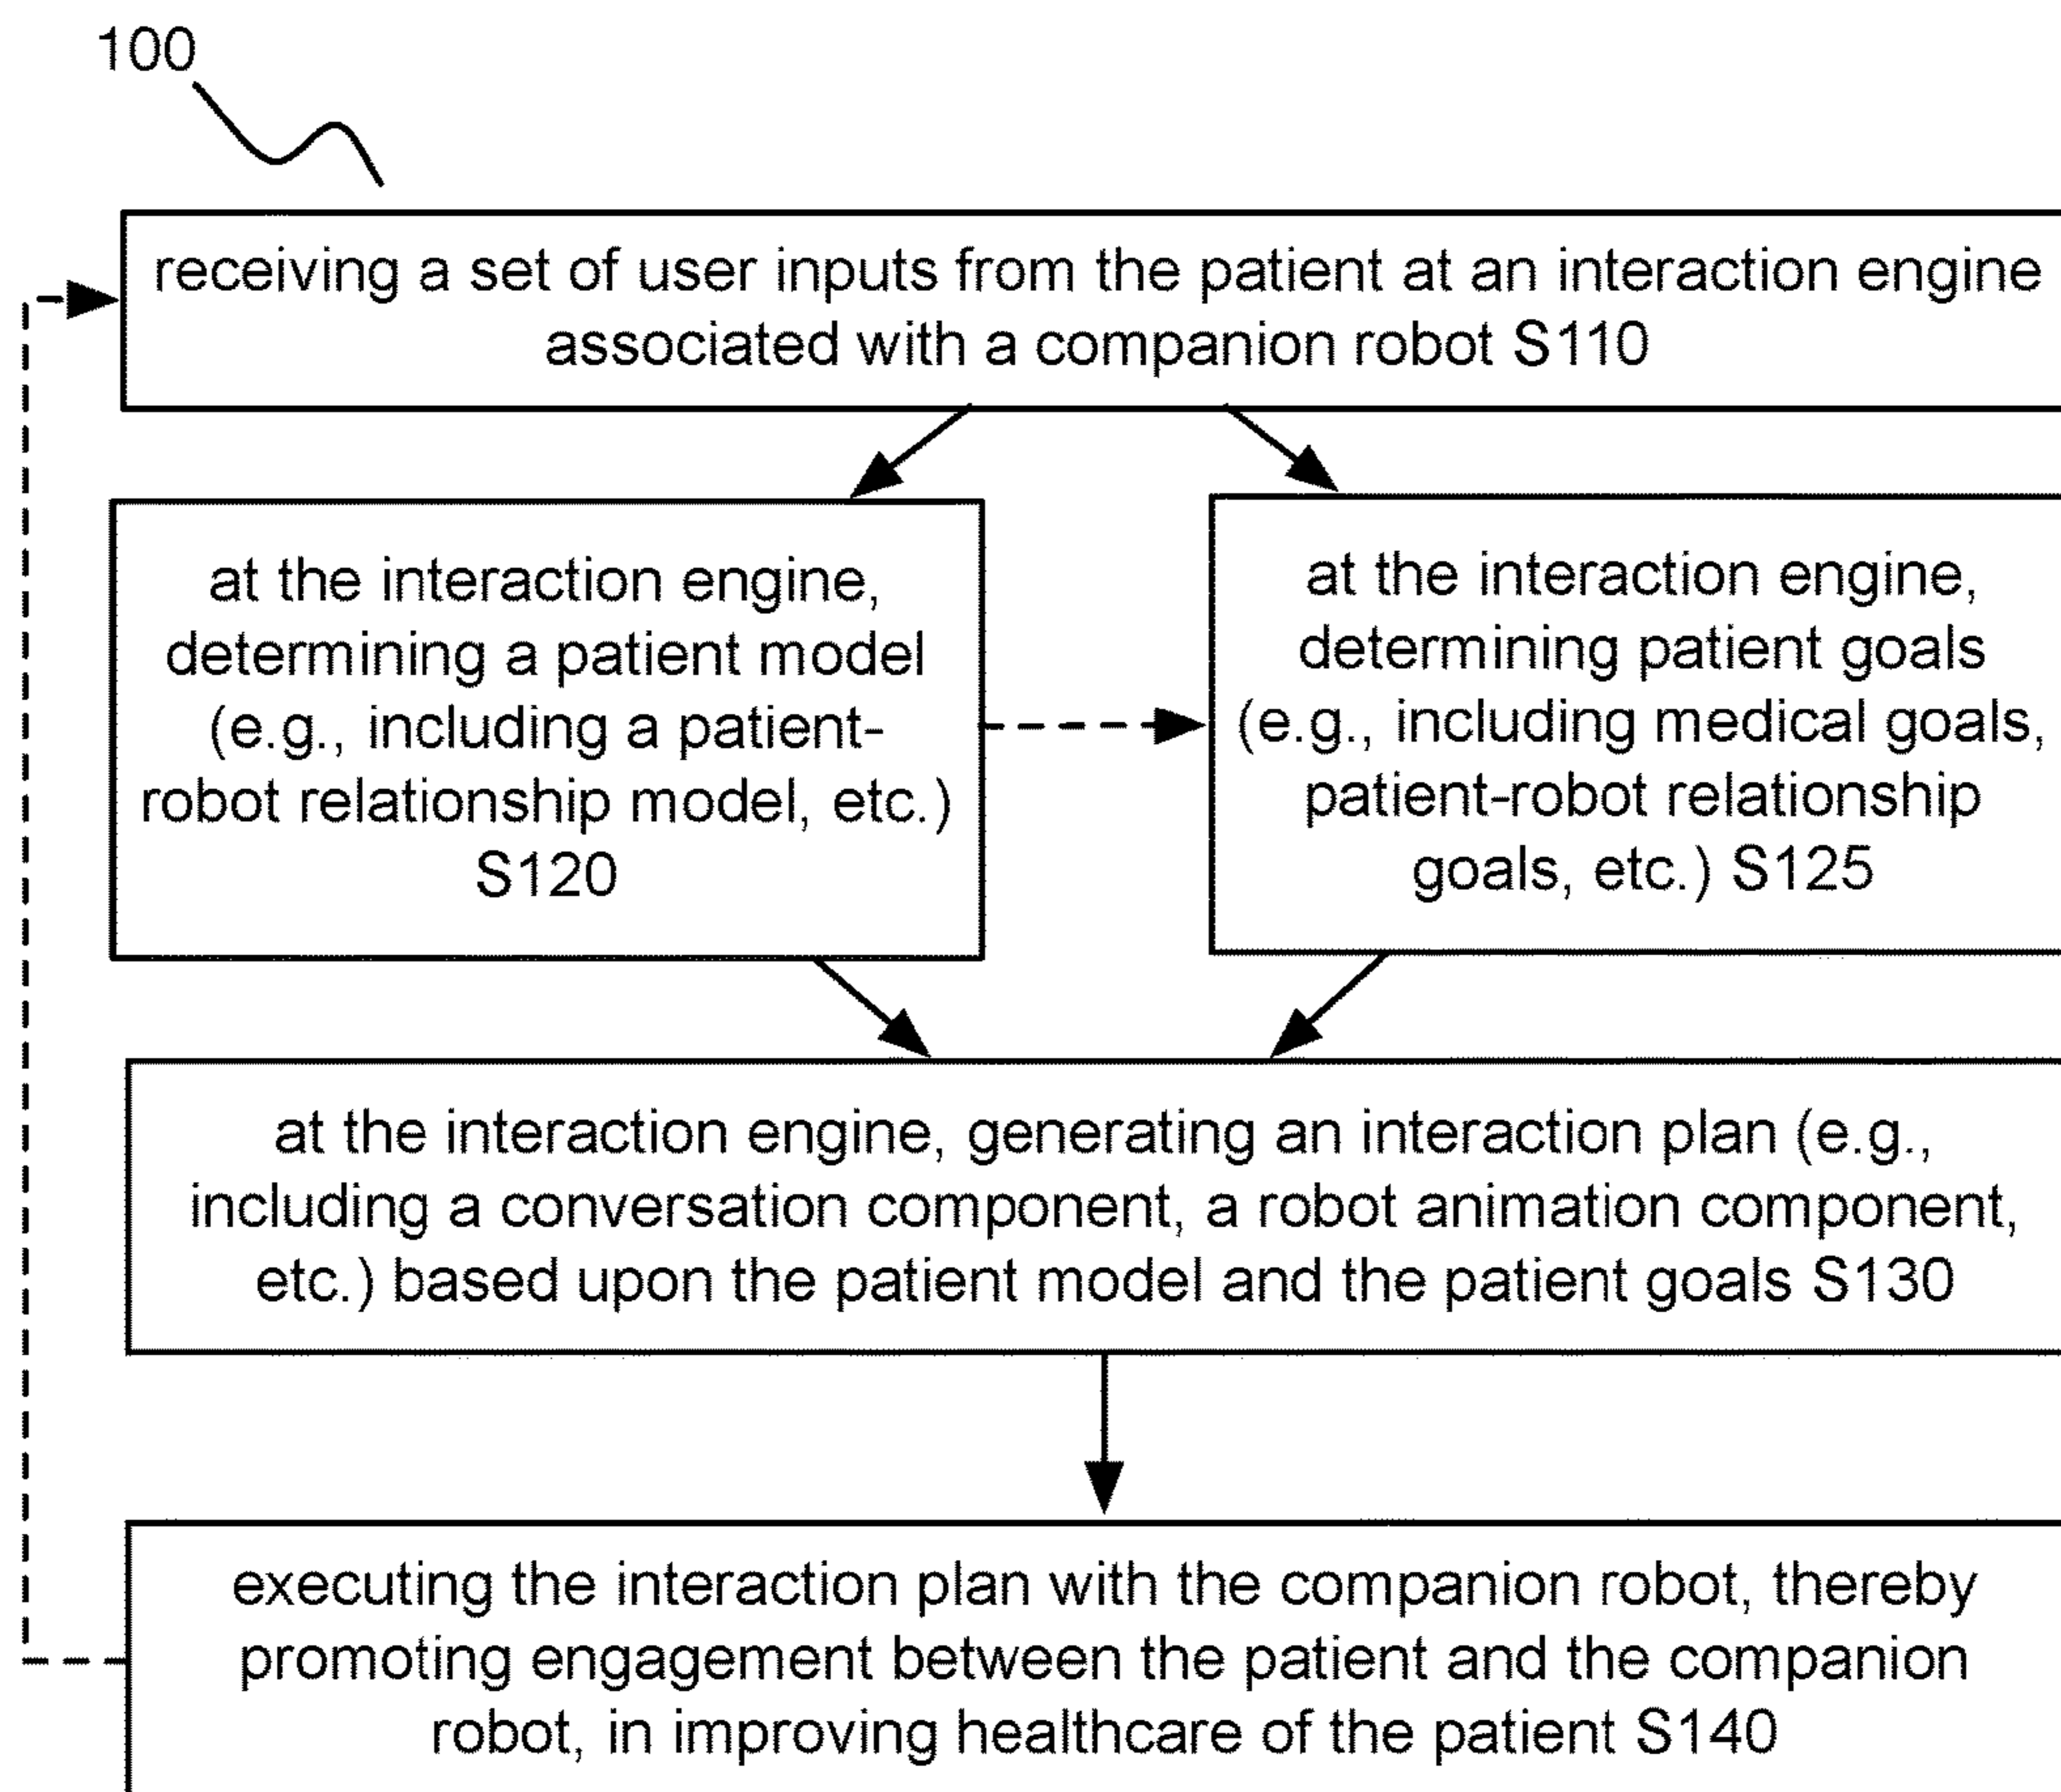 100
receiving a set of user inputs from the patient at an interaction engine
associated with a companion robot S110
at the interaction engine,
determining a patient model
(e.g., including a patient-
robot relationship model, etc.)
S120
at the interaction engine,
determining patient goals
(e.g., including medical goals,
patient-robot relationship
goals, etc.) S125
at the interaction engine, generating an interaction plan (e.g.,
including a conversation component, a robot animation component,
etc.) based upon the patient model and the patient goals S130
executing the interaction plan with the companion robot, thereby
promoting engagement between the patient and the companion
robot, in improving healthcare of the patient S140